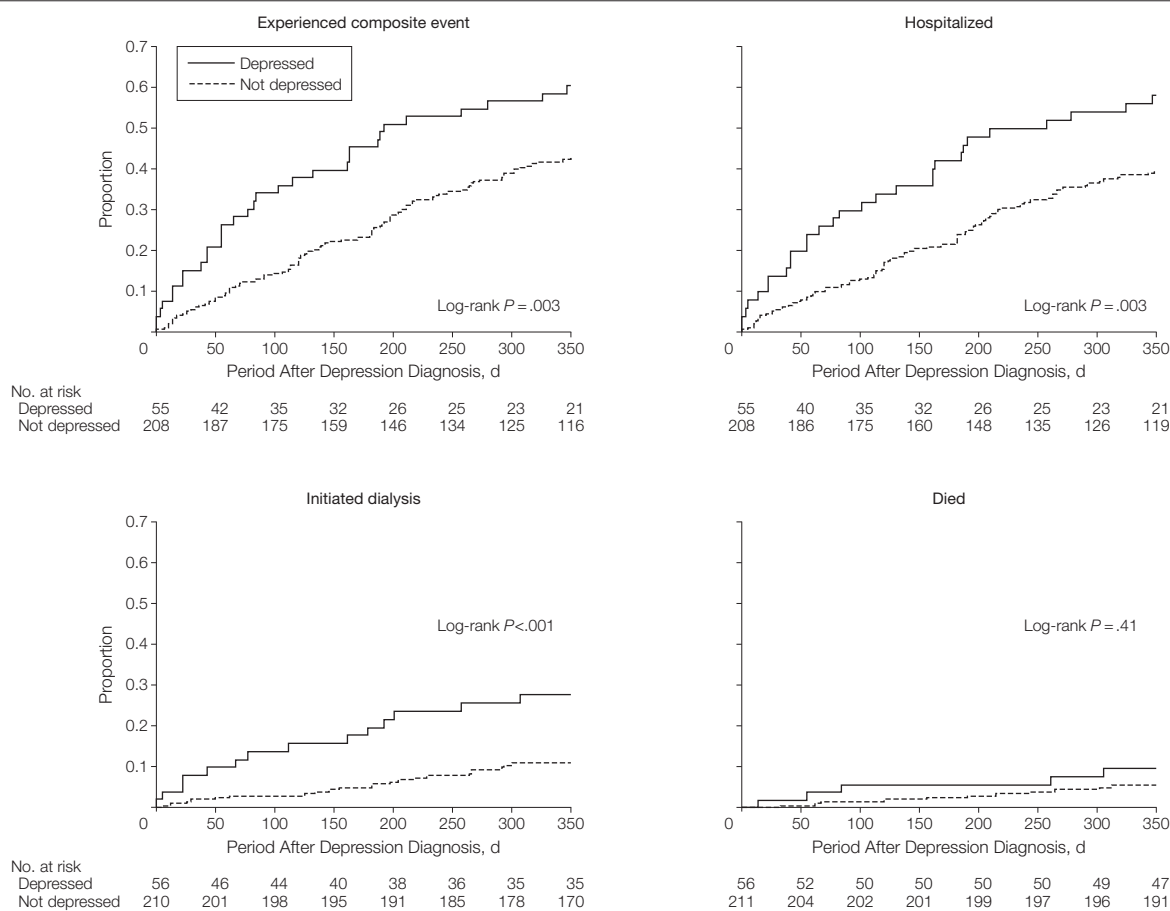 Experienced composite event
0.7
0.6
0.5
0.4
0.3
0.2
0.1
Proportion
Depressed
Not depressed
Log-rank P = .003
0 50 100 150 200 250 300 350
Period After Depression Diagnosis, d
No. at risk
Depressed 55 42 35 32 26 25 23 21
Not depressed 208 187 175 159 146 134 125 116
Hospitalized
Log-rank P = .003
0 50 100 150 200 250 300 350
Period After Depression Diagnosis, d
55 40 35 32 26 25 23 21
208 186 175 160 148 135 126 119
Initiated dialysis
0.7
0.6
0.5
0.4
0.3
0.2
0.1
Proportion
Log-rank P<.001
0 50 100 150 200 250 300 350
Period After Depression Diagnosis, d
No. at risk
Depressed 56 46 44 40 38 36 35 35
Not depressed 210 201 198 195 191 185 178 170
Died
Log-rank P = .41
0 50 100 150 200 250 300 350
Period After Depression Diagnosis, d
56 52 50 50 50 50 49 47
211 204 202 201 199 197 196 191